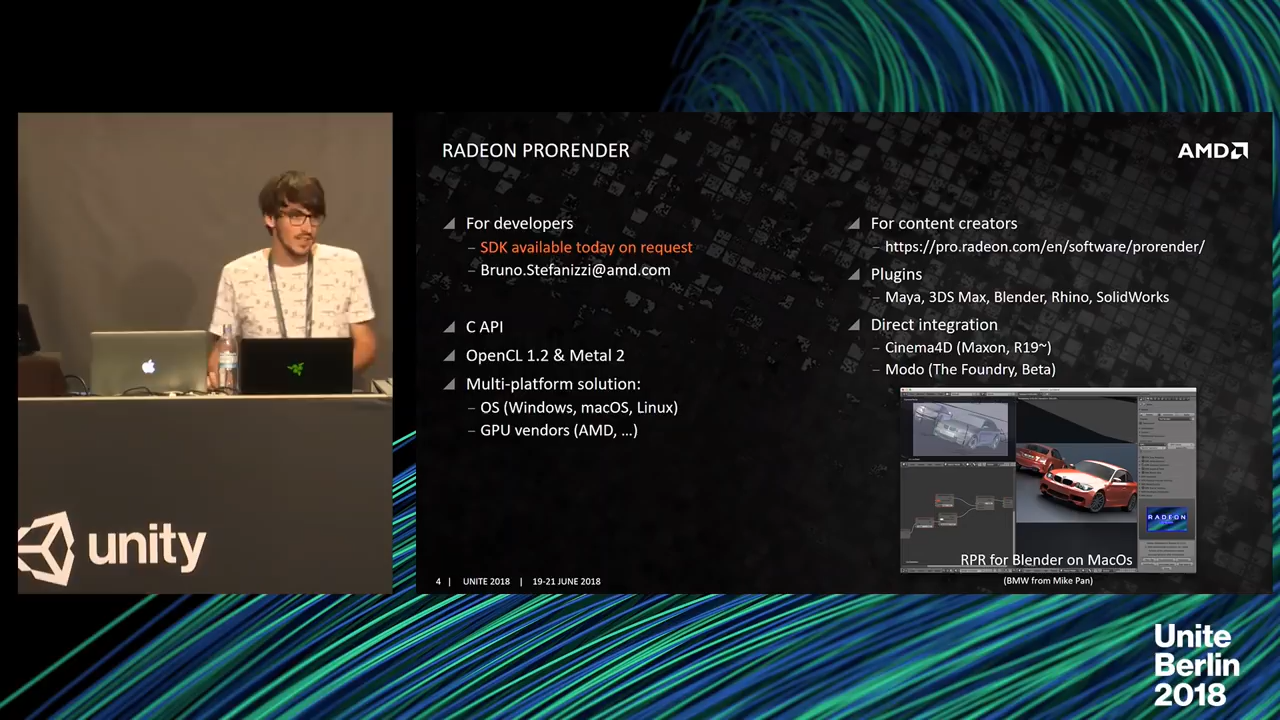 RADEON PRORENDER
AMD
For developers
– SDK available today on request
– Bruno.Stefanizzi@amd.com
C API
OpenCL 1.2 & Metal 2
Multi-platform solution:
– OS (Windows, macOS, Linux)
– GPU vendors (AMD, ...)
For content creators
– https://pro.radeon.com/en/software/prorender/
Plugins
– Maya, 3DS Max, Blender, Rhino, SolidWorks
Direct integration
– Cinema4D (Maxon, R19~)
– Modo (The Foundry, Beta)
RADEON
RPR for Blender on MacOs
(BMW from Mike Pan)
4 | UNITE 2018 | 19-21 JUNE 2018
unity
Unite
Berlin
2018